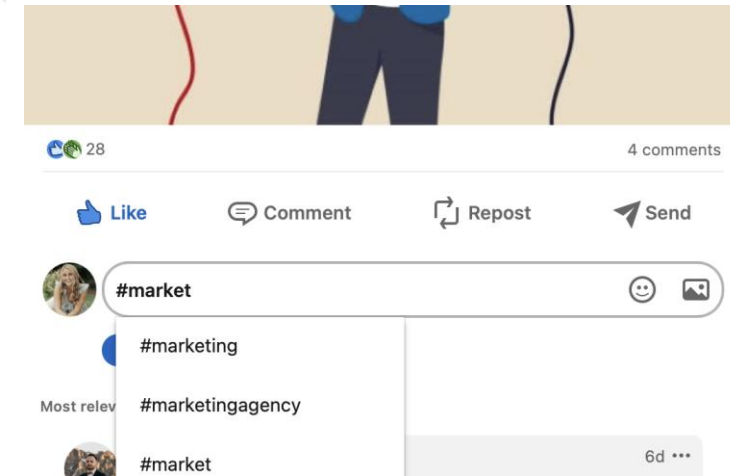 28
4 comments
Like Comment Repost Send
#market
#marketing
#marketingagency
Most relev
#market
6d